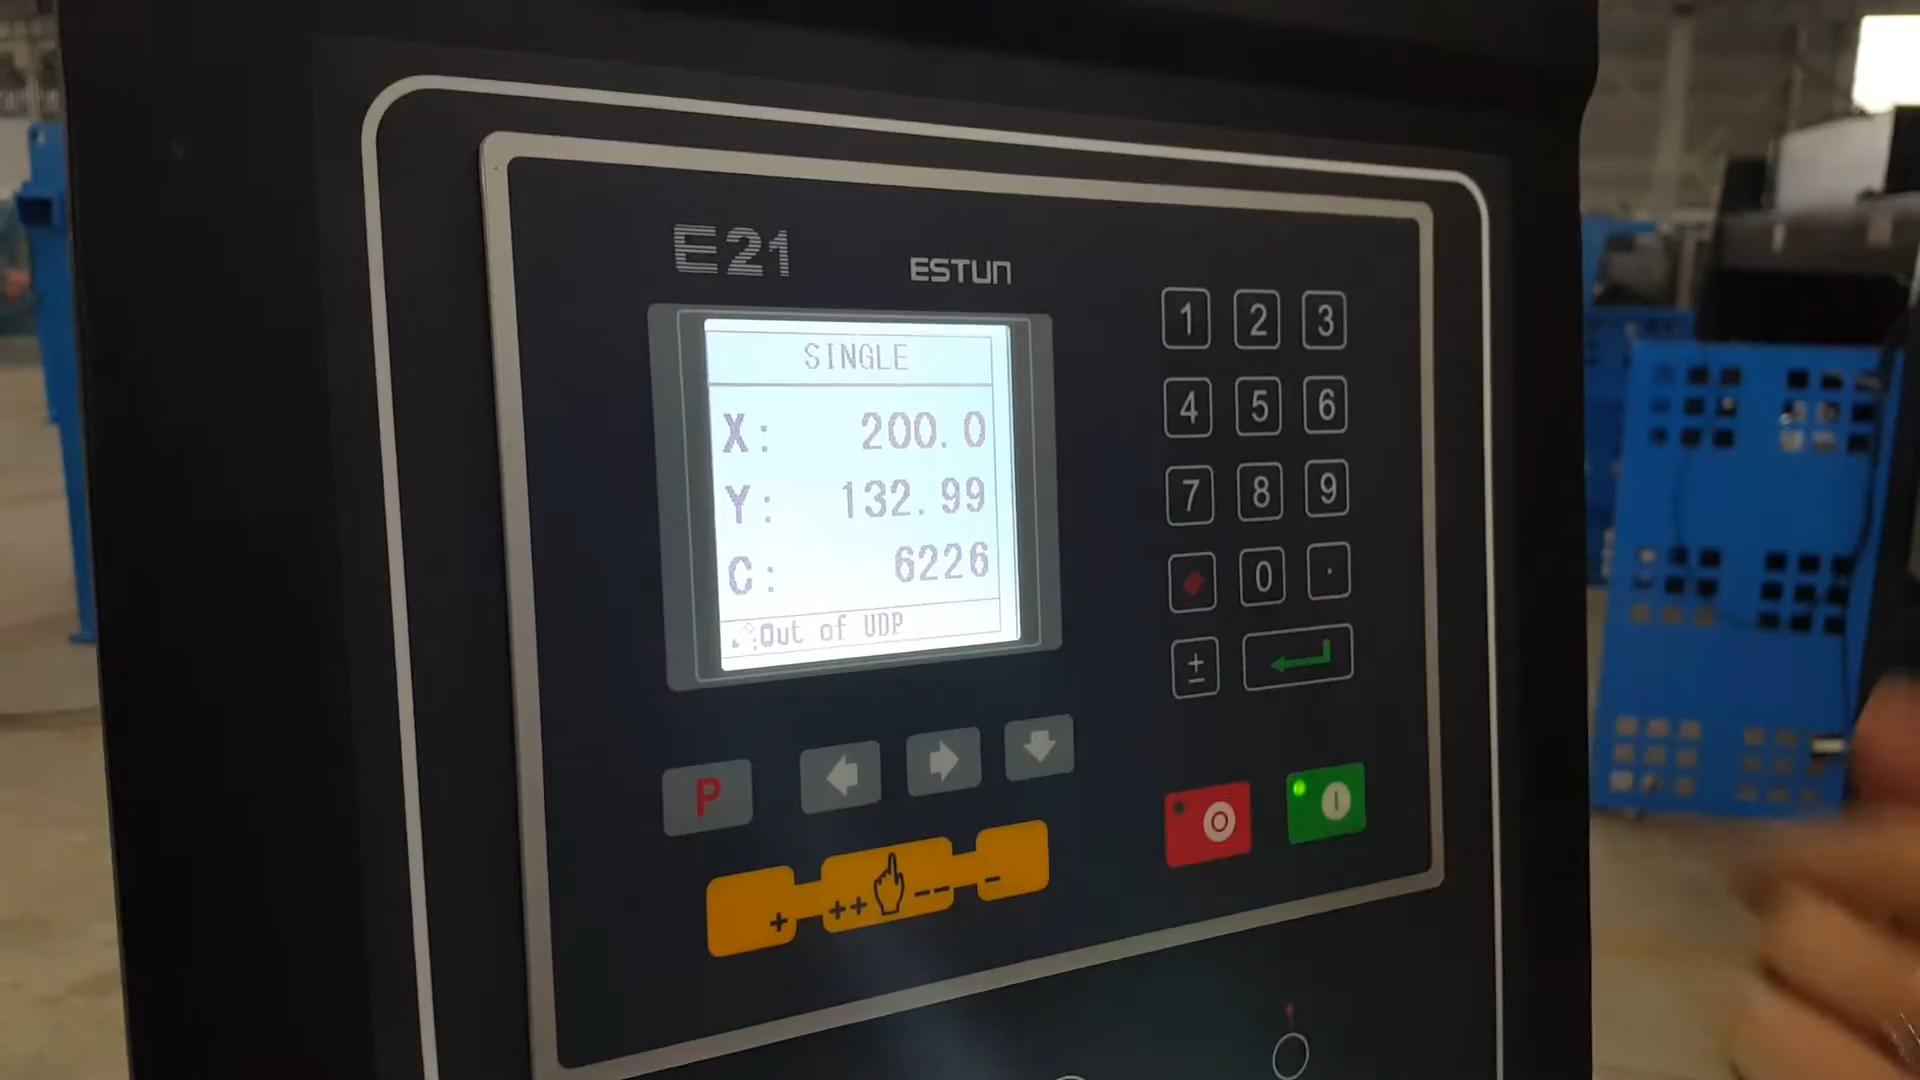 E21
ESTUN
SINGLE
X: 200.0
Y: 132.99
C: 6226
:Out of UDP
1 2 3
4 5 6
7 8 9
0 .
±
P
+ ++ -- -